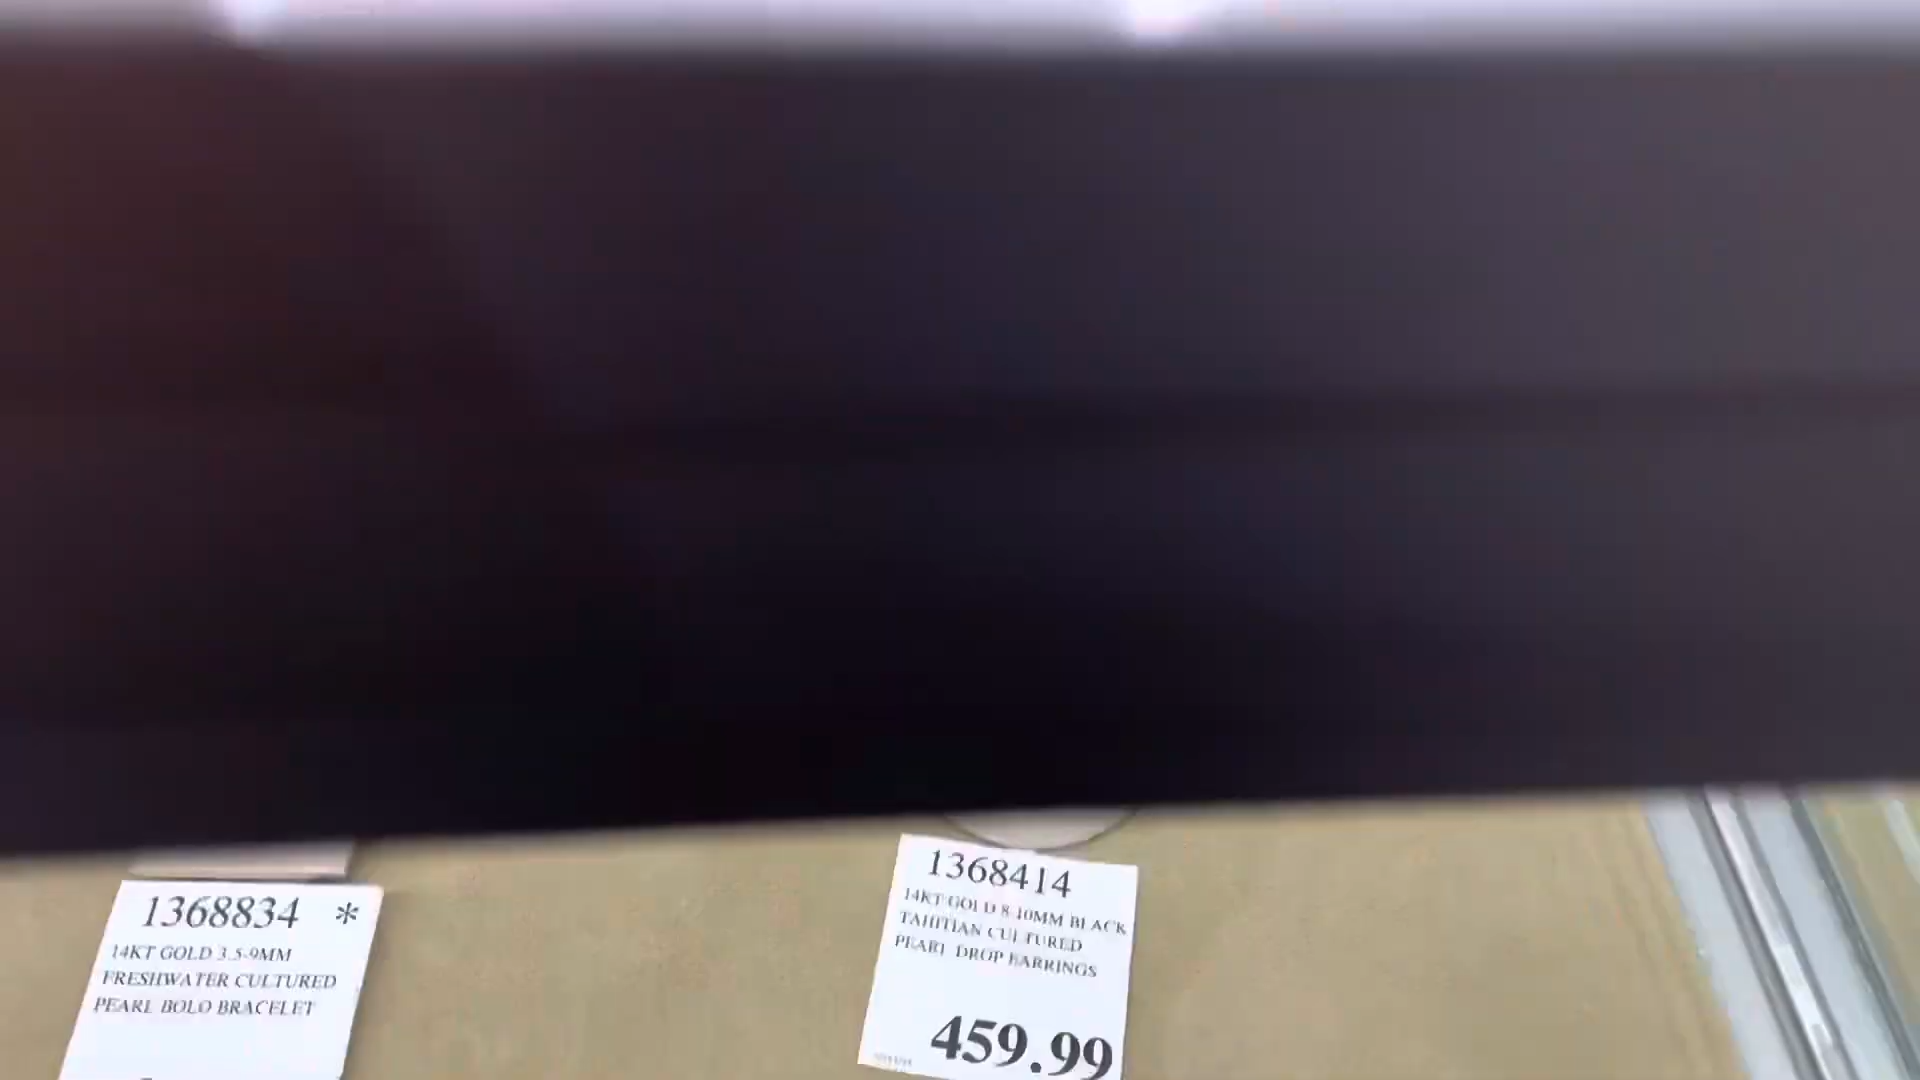 1368834 *
14KT GOLD 3.5-9MM
FRESHWATER CULTURED
PEARL BOLO BRACELET
1368414
14KT GOLD 8-10MM BLACK
TAHITIAN CULTURED
PEARL DROP EARRINGS
459.99